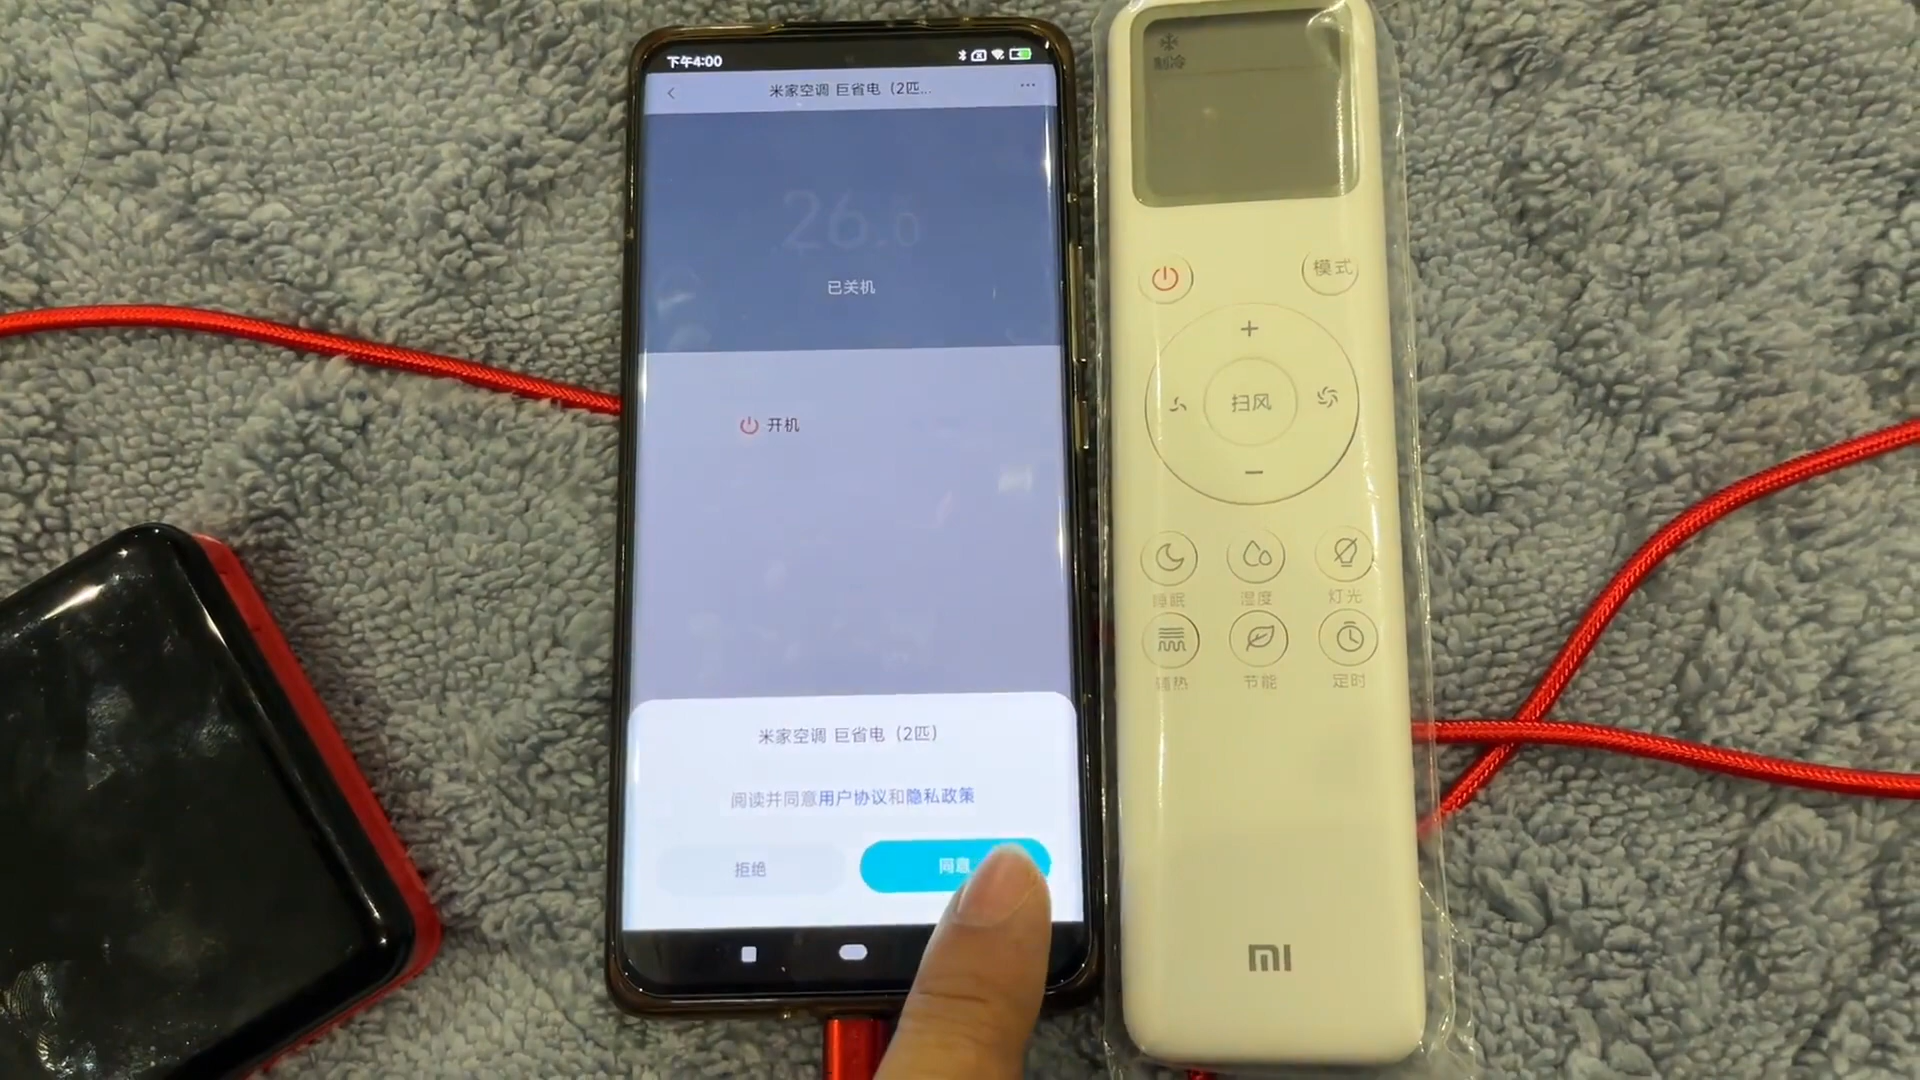 下午4:00
米家空调 巨省电（2匹...
26.0
已关机
开机
米家空调 巨省电（2匹）
阅读并同意用户协议和隐私政策
拒绝
同意
制冷
模式
+
扫风
−
睡眠
湿度
灯光
辅热
节能
定时
mi